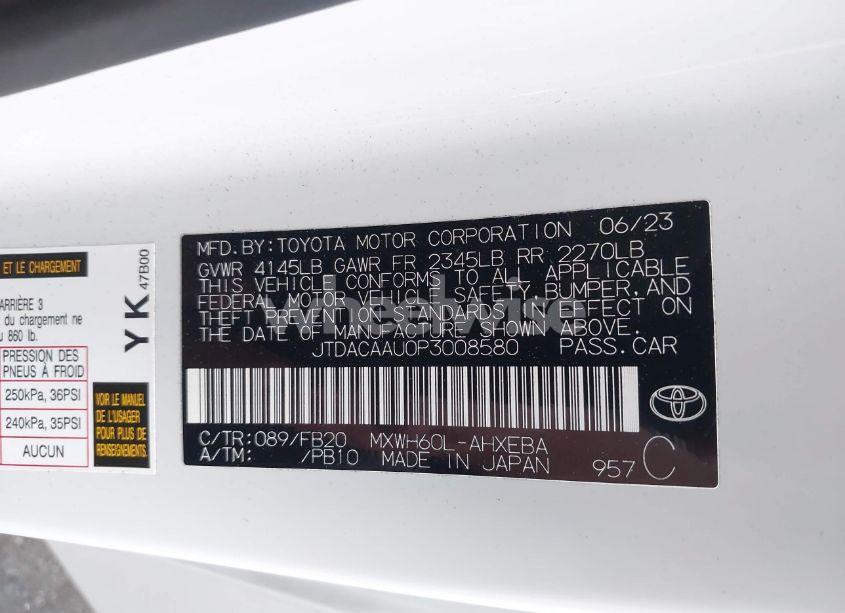 ET LE CHARGEMENT
ARRIÈRE 3
du chargement ne
860 lb.
PRESSION DES
PNEUS À FROID
250kPa, 36PSI
240kPa, 35PSI
AUCUN
YK 47B00
VOIR LE MANUEL
DE L'USAGER
POUR PLUS DE
RENSEIGNEMENTS
MFD. BY: TOYOTA MOTOR CORPORATION 06/23
GVWR 4145LB GAWR FR 2345LB RR 2270LB
THIS VEHICLE CONFORMS TO ALL APPLICABLE
FEDERAL MOTOR VEHICLE SAFETY, BUMPER, AND
THEFT PREVENTION STANDARDS IN EFFECT ON
THE DATE OF MANUFACTURE SHOWN ABOVE.
JTDACAAU0P3008580 PASS. CAR
C/TR: 089/FB20 MXWH60L-AHXEBA
A/TM: /PB10 MADE IN JAPAN 957 C
wheelwise